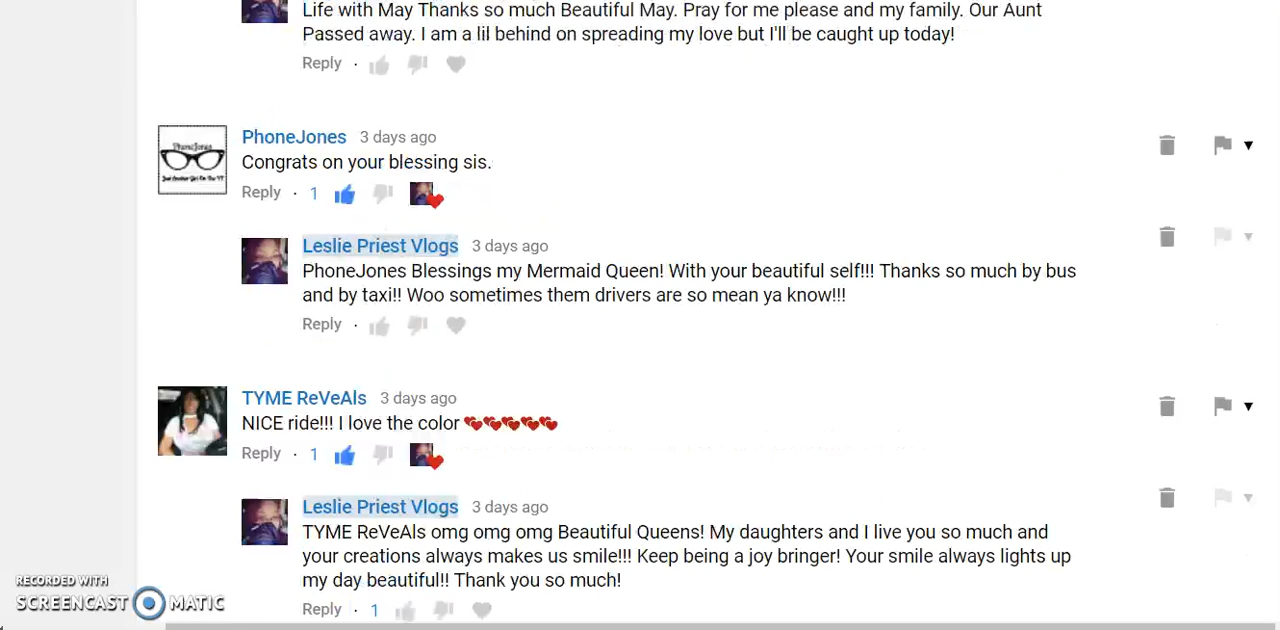 Life with May Thanks so much Beautiful May. Pray for me please and my family. Our Aunt
Passed away. I am a lil behind on spreading my love but I'll be caught up today!
Reply ·
PhoneJones 3 days ago
Congrats on your blessing sis.
Reply · 1
PhoneJones
Leslie Priest Vlogs 3 days ago
PhoneJones Blessings my Mermaid Queen! With your beautiful self!!! Thanks so much by bus
and by taxi!! Woo sometimes them drivers are so mean ya know!!!
Reply ·
TYME ReVeAls 3 days ago
NICE ride!!! I love the color 💕💕💕💕💕
Reply · 1
Leslie Priest Vlogs 3 days ago
TYME ReVeAls omg omg omg Beautiful Queens! My daughters and I live you so much and
your creations always makes us smile!!! Keep being a joy bringer! Your smile always lights up
my day beautiful!! Thank you so much!
Reply · 1
RECORDED WITH
SCREENCAST MATIC